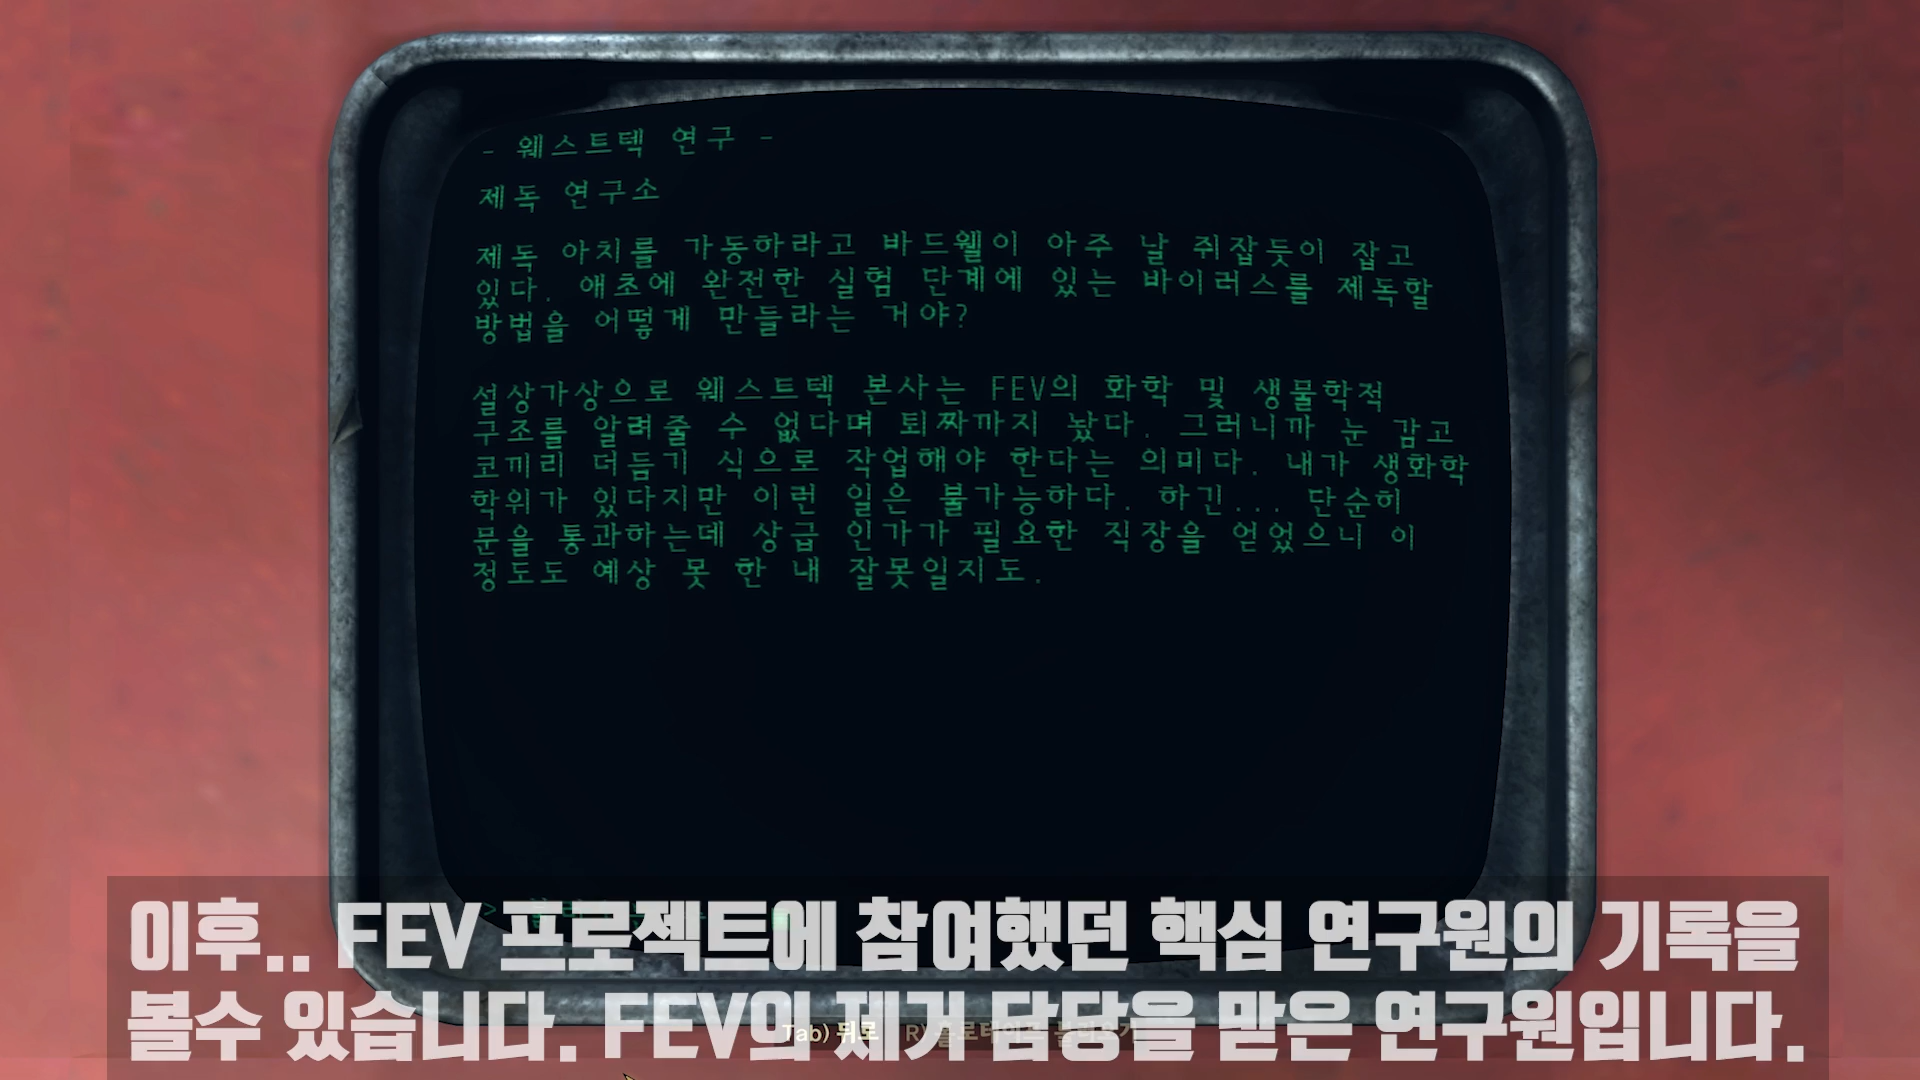 - 웨스트텍 연구 -
제독 연구소
제독 아치를 가동하라고 바드웰이 아주 날 쥐잡듯이 잡고
있다. 애초에 완전한 실험 단계에 있는 바이러스를 제독할
방법을 어떻게 만들라는 거야?
설상가상으로 웨스트텍 본사는 FEV의 화학 및 생물학적
구조를 알려줄 수 없다며 퇴짜까지 놨다. 그러니까 눈 감고
코끼리 더듬기 식으로 작업해야 한다는 의미다. 내가 생화학
학위가 있다지만 이런 일은 불가능하다. 하긴... 단순히
문을 통과하는데 상급 인가가 필요한 직장을 얻었으니 이
정도도 예상 못 한 내 잘못일지도.
>
이후.. FEV 프로젝트에 참여했던 핵심 연구원의 기록을
볼수 있습니다. FEV의 제거 담당을 맡은 연구원입니다.
Tab) 뒤로 R) 홀로테이프 불러오기